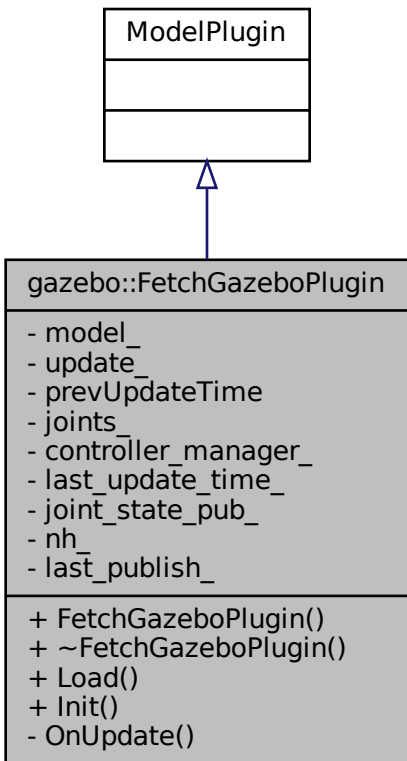 ModelPlugin
gazebo::FetchGazeboPlugin
- model_
- update_
- prevUpdateTime
- joints_
- controller_manager_
- last_update_time_
- joint_state_pub_
- nh_
- last_publish_
+ FetchGazeboPlugin()
+ ~FetchGazeboPlugin()
+ Load()
+ Init()
- OnUpdate()